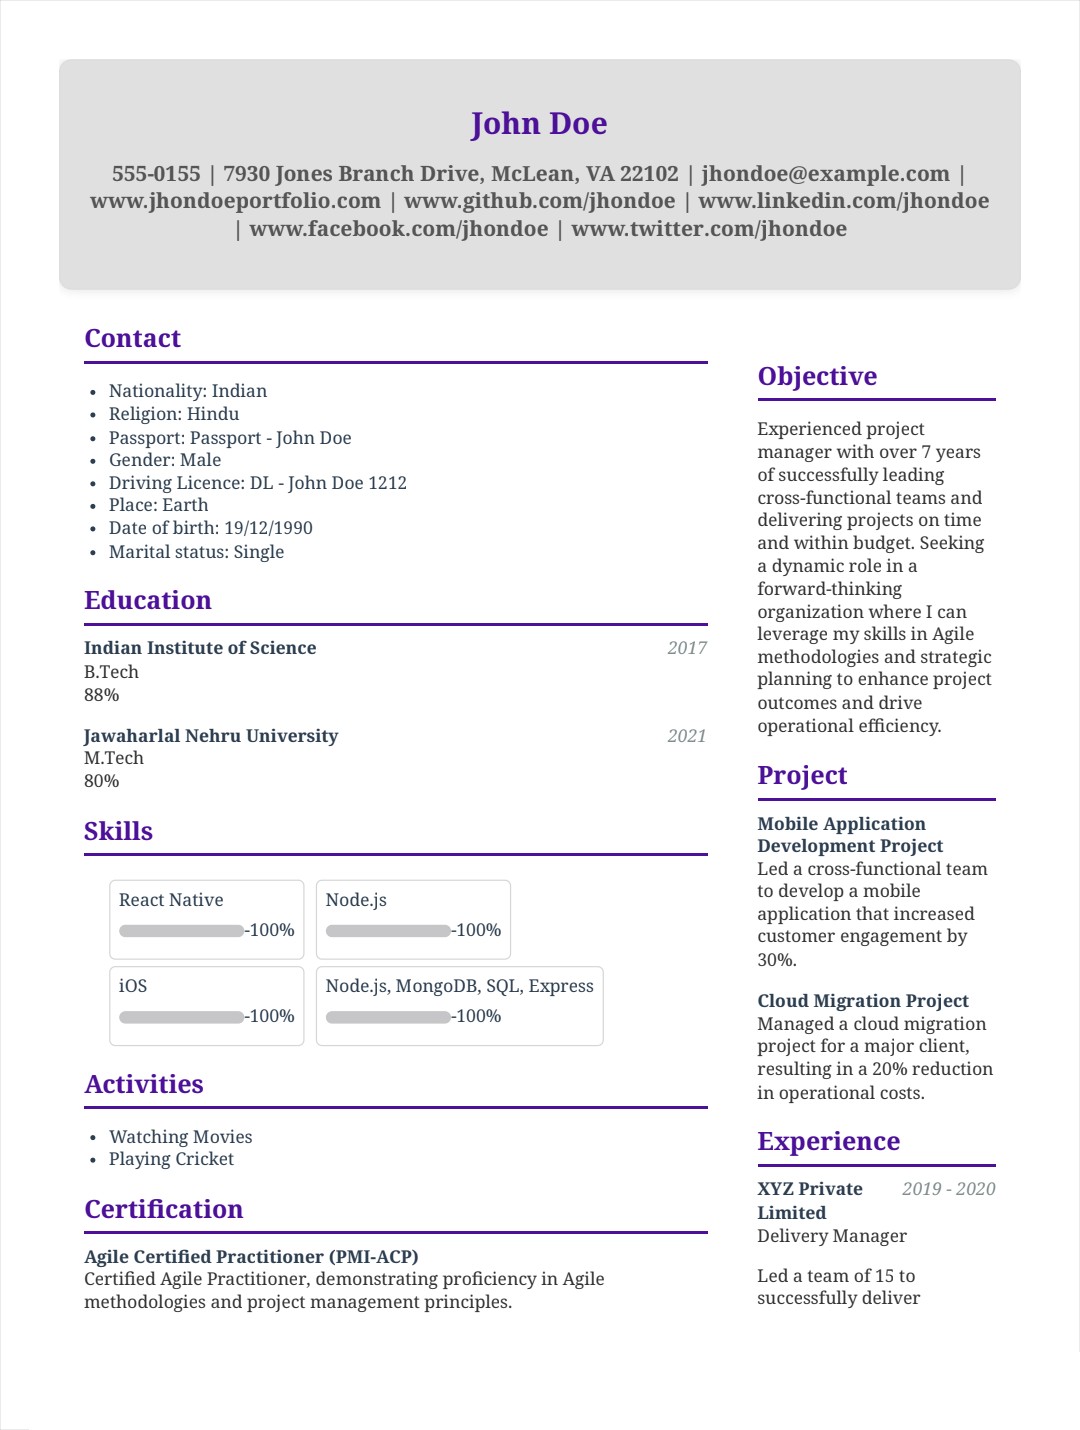 John Doe
555-0155 | 7930 Jones Branch Drive, McLean, VA 22102 | jhondoe@example.com |
www.jhondoeportfolio.com | www.github.com/jhondoe | www.linkedin.com/jhondoe
| www.facebook.com/jhondoe | www.twitter.com/jhondoe
Contact
• Nationality: Indian
• Religion: Hindu
• Passport: Passport - John Doe
• Gender: Male
• Driving Licence: DL - John Doe 1212
• Place: Earth
• Date of birth: 19/12/1990
• Marital status: Single
Education
Indian Institute of Science 2017
B.Tech
88%
Jawaharlal Nehru University 2021
M.Tech
80%
Skills
React Native
-100%
Node.js
-100%
iOS
-100%
Node.js, MongoDB, SQL, Express
-100%
Activities
• Watching Movies
• Playing Cricket
Certification
Agile Certified Practitioner (PMI-ACP)
Certified Agile Practitioner, demonstrating proficiency in Agile
methodologies and project management principles.
Objective
Experienced project
manager with over 7 years
of successfully leading
cross-functional teams and
delivering projects on time
and within budget. Seeking
a dynamic role in a
forward-thinking
organization where I can
leverage my skills in Agile
methodologies and strategic
planning to enhance project
outcomes and drive
operational efficiency.
Project
Mobile Application
Development Project
Led a cross-functional team
to develop a mobile
application that increased
customer engagement by
30%.
Cloud Migration Project
Managed a cloud migration
project for a major client,
resulting in a 20% reduction
in operational costs.
Experience
XYZ Private 2019 - 2020
Limited
Delivery Manager
Led a team of 15 to
successfully deliver